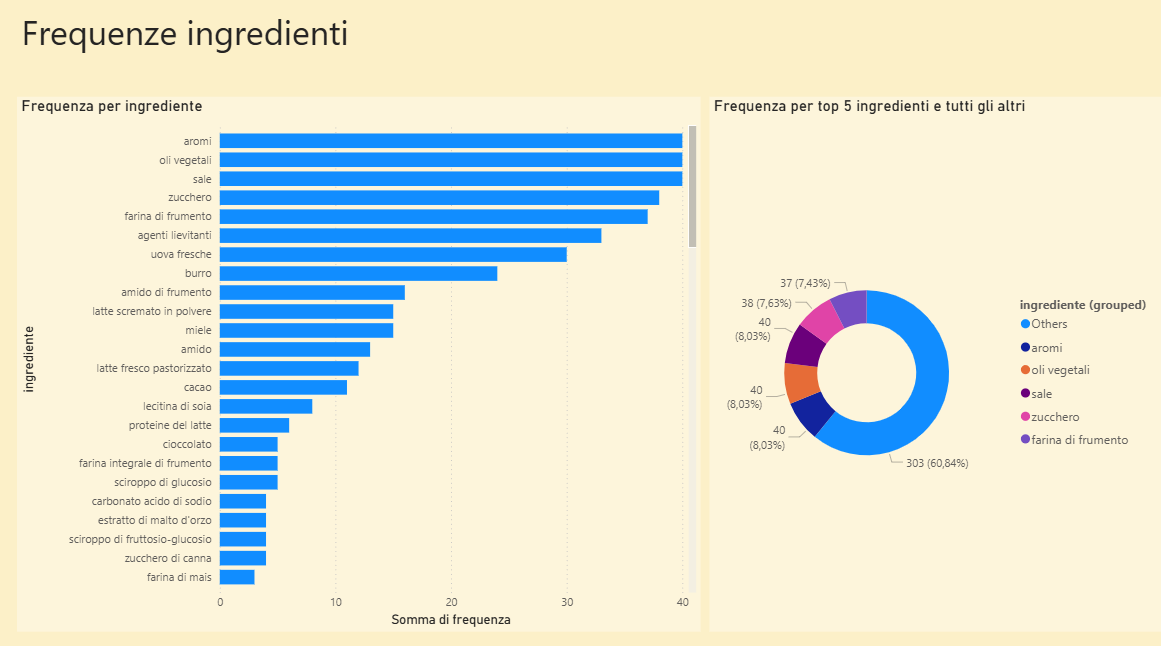 Frequenze ingredienti
Frequenza per ingrediente
ingrediente
aromi
oli vegetali
sale
zucchero
farina di frumento
agenti lievitanti
uova fresche
burro
amido di frumento
latte scremato in polvere
miele
amido
latte fresco pastorizzato
cacao
lecitina di soia
proteine del latte
cioccolato
farina integrale di frumento
sciroppo di glucosio
carbonato acido di sodio
estratto di malto d'orzo
sciroppo di fruttosio-glucosio
zucchero di canna
farina di mais
0 10 20 30 40
Somma di frequenza
Frequenza per top 5 ingredienti e tutti gli altri
37 (7,43%)
38 (7,63%)
40
(8,03%)
40
(8,03%)
40
(8,03%)
303 (60,84%)
ingrediente (grouped)
Others
aromi
oli vegetali
sale
zucchero
farina di frumento